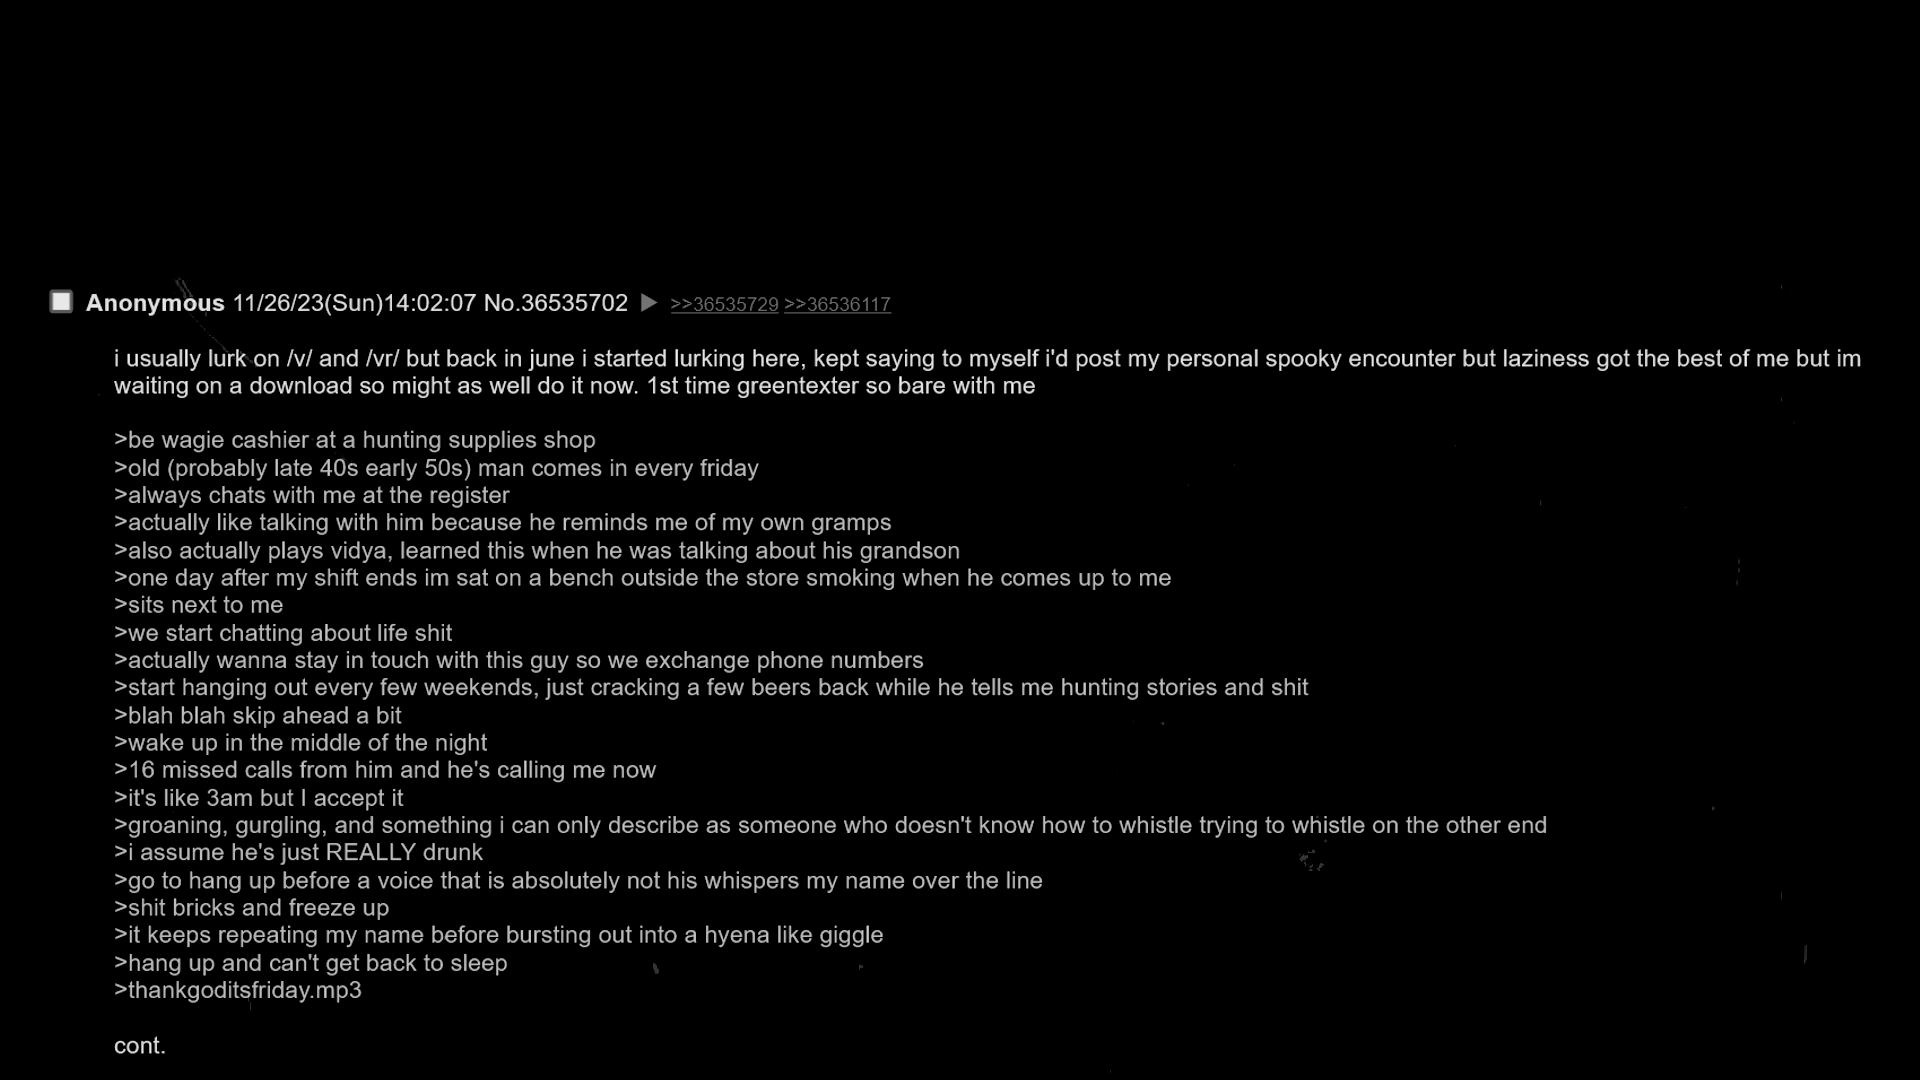 Anonymous 11/26/23(Sun)14:02:07 No.36535702 ▶ >>36535729 >>36536117
i usually lurk on /v/ and /vr/ but back in june i started lurking here, kept saying to myself i'd post my personal spooky encounter but laziness got the best of me but im
waiting on a download so might as well do it now. 1st time greentexter so bare with me
>be wagie cashier at a hunting supplies shop
>old (probably late 40s early 50s) man comes in every friday
>always chats with me at the register
>actually like talking with him because he reminds me of my own gramps
>also actually plays vidya, learned this when he was talking about his grandson
>one day after my shift ends im sat on a bench outside the store smoking when he comes up to me
>sits next to me
>we start chatting about life shit
>actually wanna stay in touch with this guy so we exchange phone numbers
>start hanging out every few weekends, just cracking a few beers back while he tells me hunting stories and shit
>blah blah skip ahead a bit
>wake up in the middle of the night
>16 missed calls from him and he's calling me now
>it's like 3am but I accept it
>groaning, gurgling, and something i can only describe as someone who doesn't know how to whistle trying to whistle on the other end
>i assume he's just REALLY drunk
>go to hang up before a voice that is absolutely not his whispers my name over the line
>shit bricks and freeze up
>it keeps repeating my name before bursting out into a hyena like giggle
>hang up and can't get back to sleep
>thankgoditsfriday.mp3
cont.